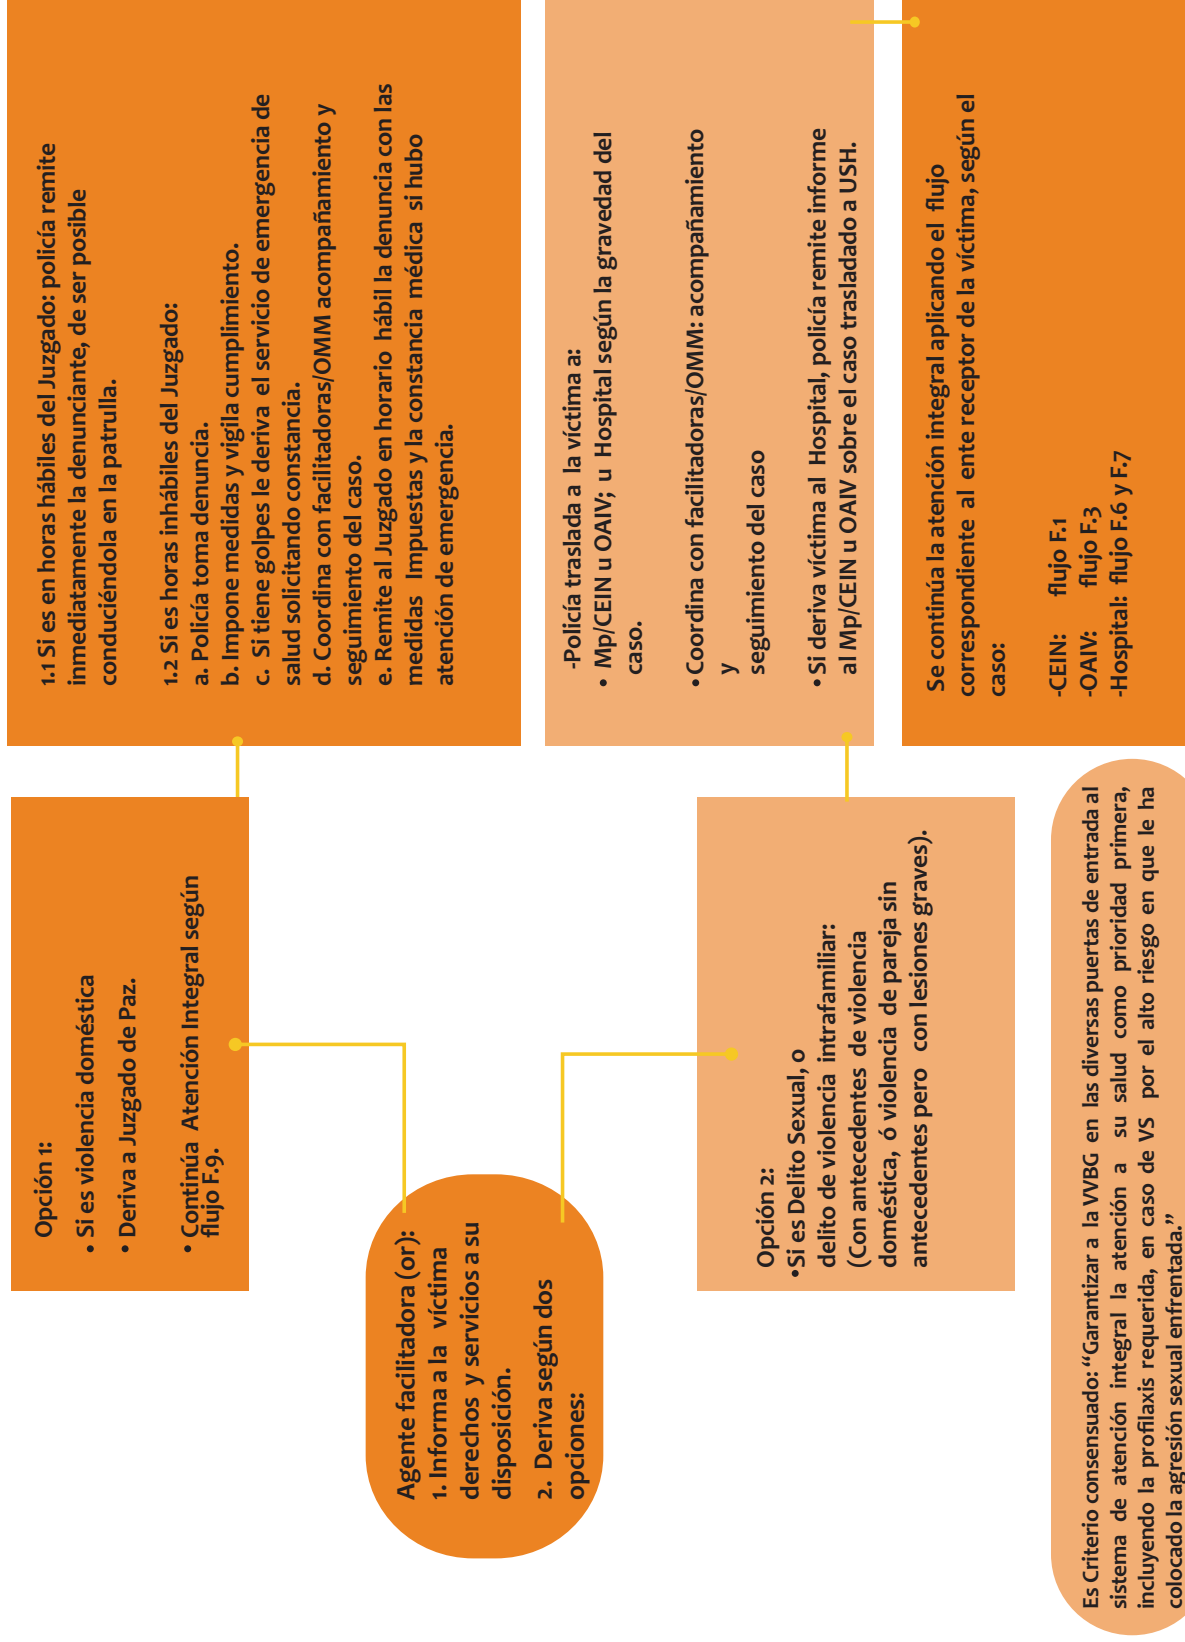 Agente facilitadora (or):
1. Informa a la víctima
derechos y servicios a su
disposición.
2. Deriva según dos
opciones:
Opción 1:
• Si es violencia doméstica
• Deriva a Juzgado de Paz.
• Continúa Atención Integral según
flujo F.9.
1.1 Si es en horas hábiles del Juzgado: policía remite
inmediatamente la denunciante, de ser posible
conduciéndola en la patrulla.
1.2 Si es horas inhábiles del Juzgado:
a. Policía toma denuncia.
b. Impone medidas y vigila cumplimiento.
c. Si tiene golpes le deriva el servicio de emergencia de
salud solicitando constancia.
d. Coordina con facilitadoras/OMM acompañamiento y
seguimiento del caso.
e. Remite al Juzgado en horario hábil la denuncia con las
medidas Impuestas y la constancia médica si hubo
atención de emergencia.
Opción 2:
•Si es Delito Sexual, o
delito de violencia intrafamiliar:
(Con antecedentes de violencia
doméstica, ó violencia de pareja sin
antecedentes pero con lesiones graves).
-Policía traslada a la víctima a:
• Mp/CEIN u OAIV; u Hospital según la gravedad del
caso.
• Coordina con facilitadoras/OMM: acompañamiento
y
seguimiento del caso
• Si deriva víctima al Hospital, policía remite informe
al Mp/CEIN u OAIV sobre el caso trasladado a USH.
Se continúa la atención integral aplicando el flujo
correspondiente al ente receptor de la víctima, según el
caso:
-CEIN: flujo F.1
-OAIV: flujo F.3
-Hospital: flujo F.6 y F.7
Es Criterio consensuado: “Garantizar a la VVBG en las diversas puertas de entrada al
sistema de atención integral la atención a su salud como prioridad primera,
incluyendo la profilaxis requerida, en caso de VS por el alto riesgo en que le ha
colocado la agresión sexual enfrentada.”